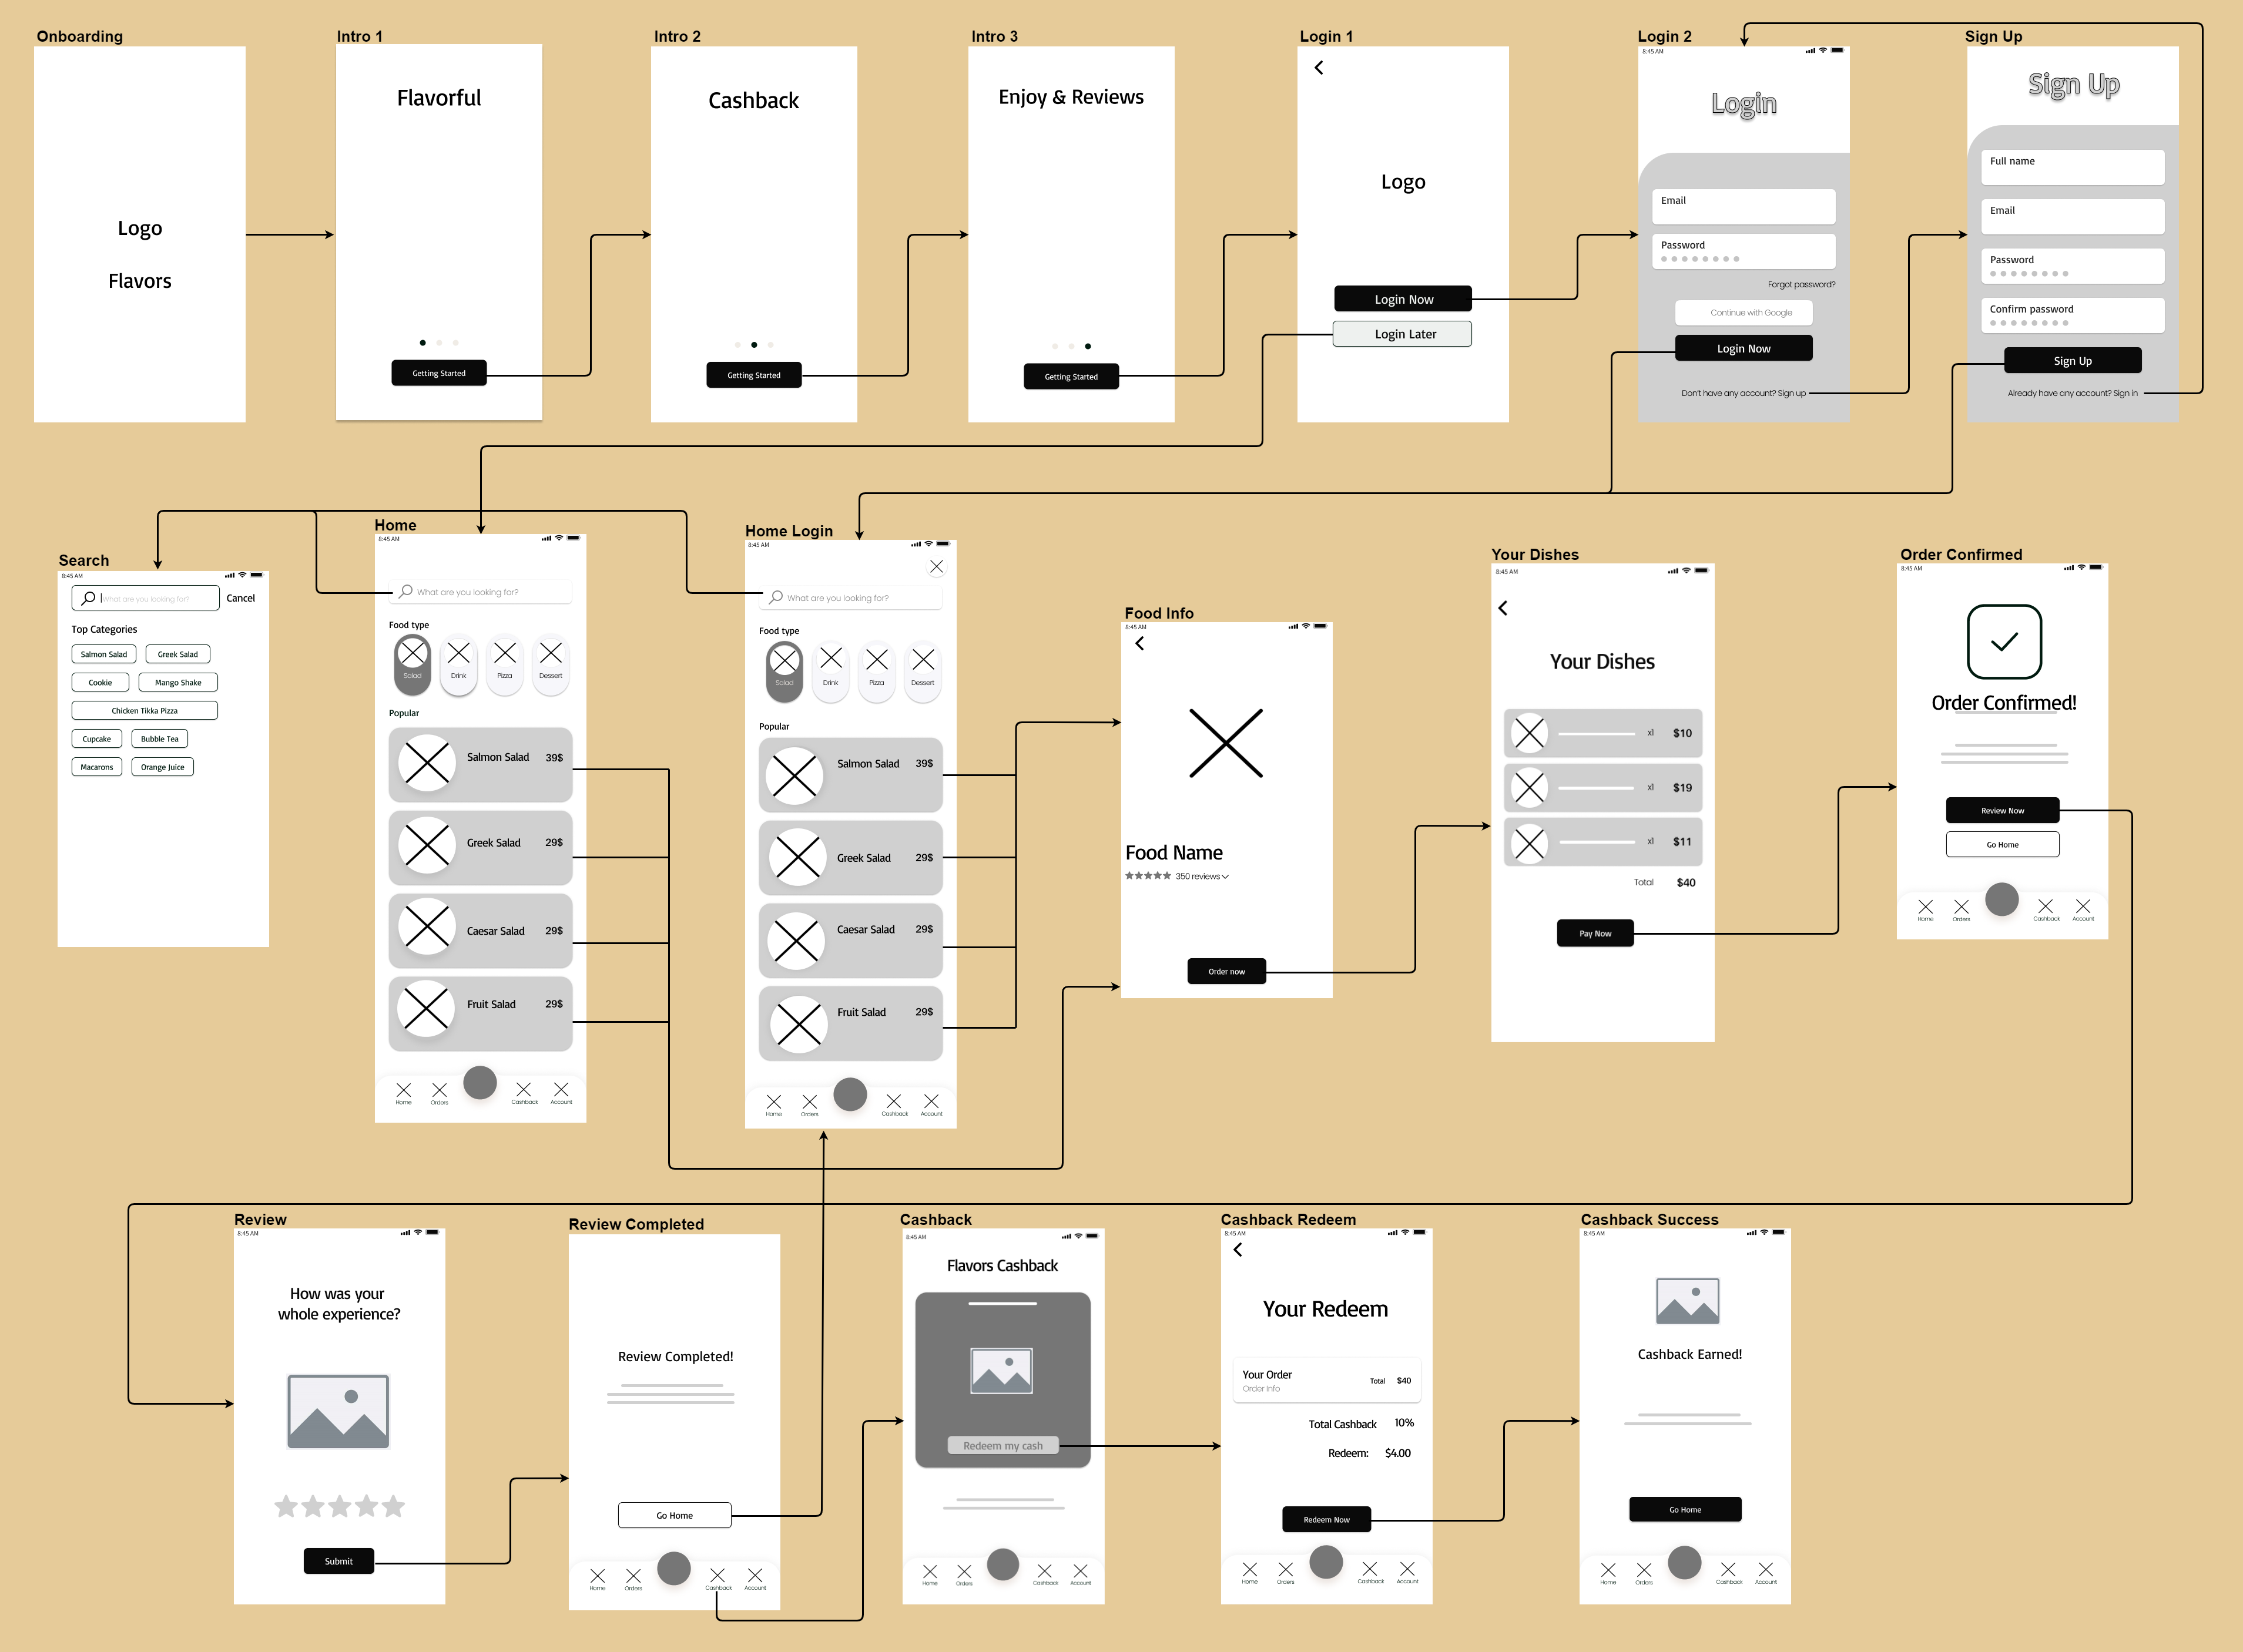 Onboarding
Logo
Flavors
Intro 1
Flavorful
Getting Started
Intro 2
Cashback
Getting Started
Intro 3
Enjoy & Reviews
Getting Started
Login 1
Logo
Login Now
Login Later
Login 2
8:45 AM
Login
Email
Password
Forgot password?
Continue with Google
Login Now
Don't have any account? Sign up
Sign Up
Sign Up
Full name
Email
Password
Confirm password
Sign Up
Already have any account? Sign in
Search
8:45 AM
What are you looking for?
Cancel
Top Categories
Salmon Salad
Greek Salad
Cookie
Mango Shake
Chicken Tikka Pizza
Cupcake
Bubble Tea
Macarons
Orange Juice
Home
8:45 AM
What are you looking for?
Food type
Salad
Drink
Pizza
Dessert
Popular
Salmon Salad 39$
Greek Salad 29$
Caesar Salad 29$
Fruit Salad 29$
Home
Orders
Cashback
Account
Home Login
8:45 AM
What are you looking for?
Food type
Salad
Drink
Pizza
Dessert
Popular
Salmon Salad 39$
Greek Salad 29$
Caesar Salad 29$
Fruit Salad 29$
Home
Orders
Cashback
Account
Food Info
8:45 AM
Food Name
350 reviews
Order now
Your Dishes
8:45 AM
Your Dishes
x1 $10
x1 $19
x1 $11
Total $40
Pay Now
Order Confirmed
8:45 AM
Order Confirmed!
Review Now
Go Home
Home
Orders
Cashback
Account
Review
8:45 AM
How was your
whole experience?
Submit
Review Completed
Review Completed!
Go Home
Home
Orders
Cashback
Account
Cashback
8:45 AM
Flavors Cashback
Redeem my cash
Home
Orders
Cashback
Account
Cashback Redeem
8:45 AM
Your Redeem
Your Order
Order Info
Total $40
Total Cashback 10%
Redeem: $4.00
Redeem Now
Home
Orders
Cashback
Account
Cashback Success
8:45 AM
Cashback Earned!
Go Home
Home
Orders
Cashback
Account